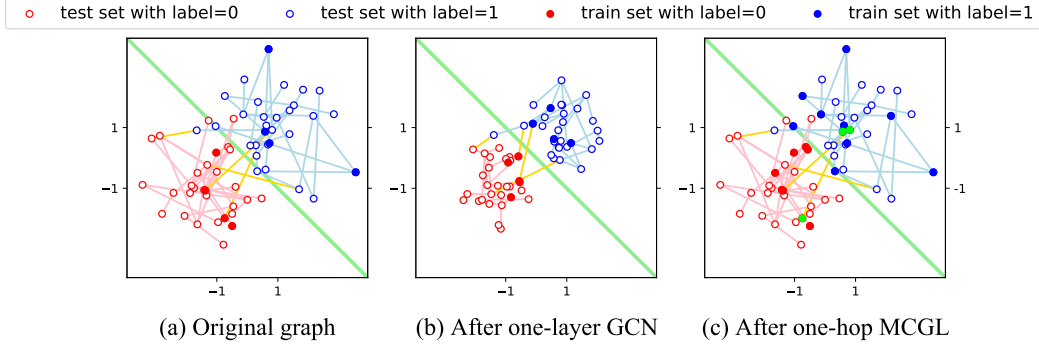 test set with label=0 test set with label=1 train set with label=0 train set with label=1
1 1 1
−1 −1 −1
−1 1 −1 1 −1 1
(a) Original graph (b) After one-layer GCN (c) After one-hop MCGL